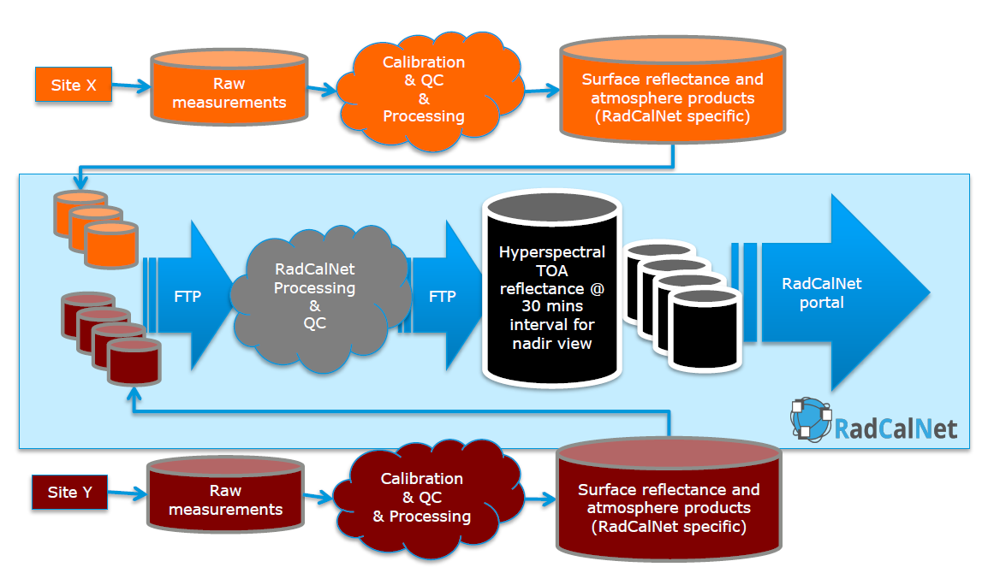 Site X
Raw
measurements
Calibration
& QC
&
Processing
Surface reflectance and
atmosphere products
(RadCalNet specific)
FTP
RadCalNet
Processing
&
QC
FTP
Hyperspectral
TOA
reflectance @
30 mins
interval for
nadir view
RadCalNet
portal
RadCalNet
Site Y
Raw
measurements
Calibration
& QC
& Processing
Surface reflectance and
atmosphere products
(RadCalNet specific)